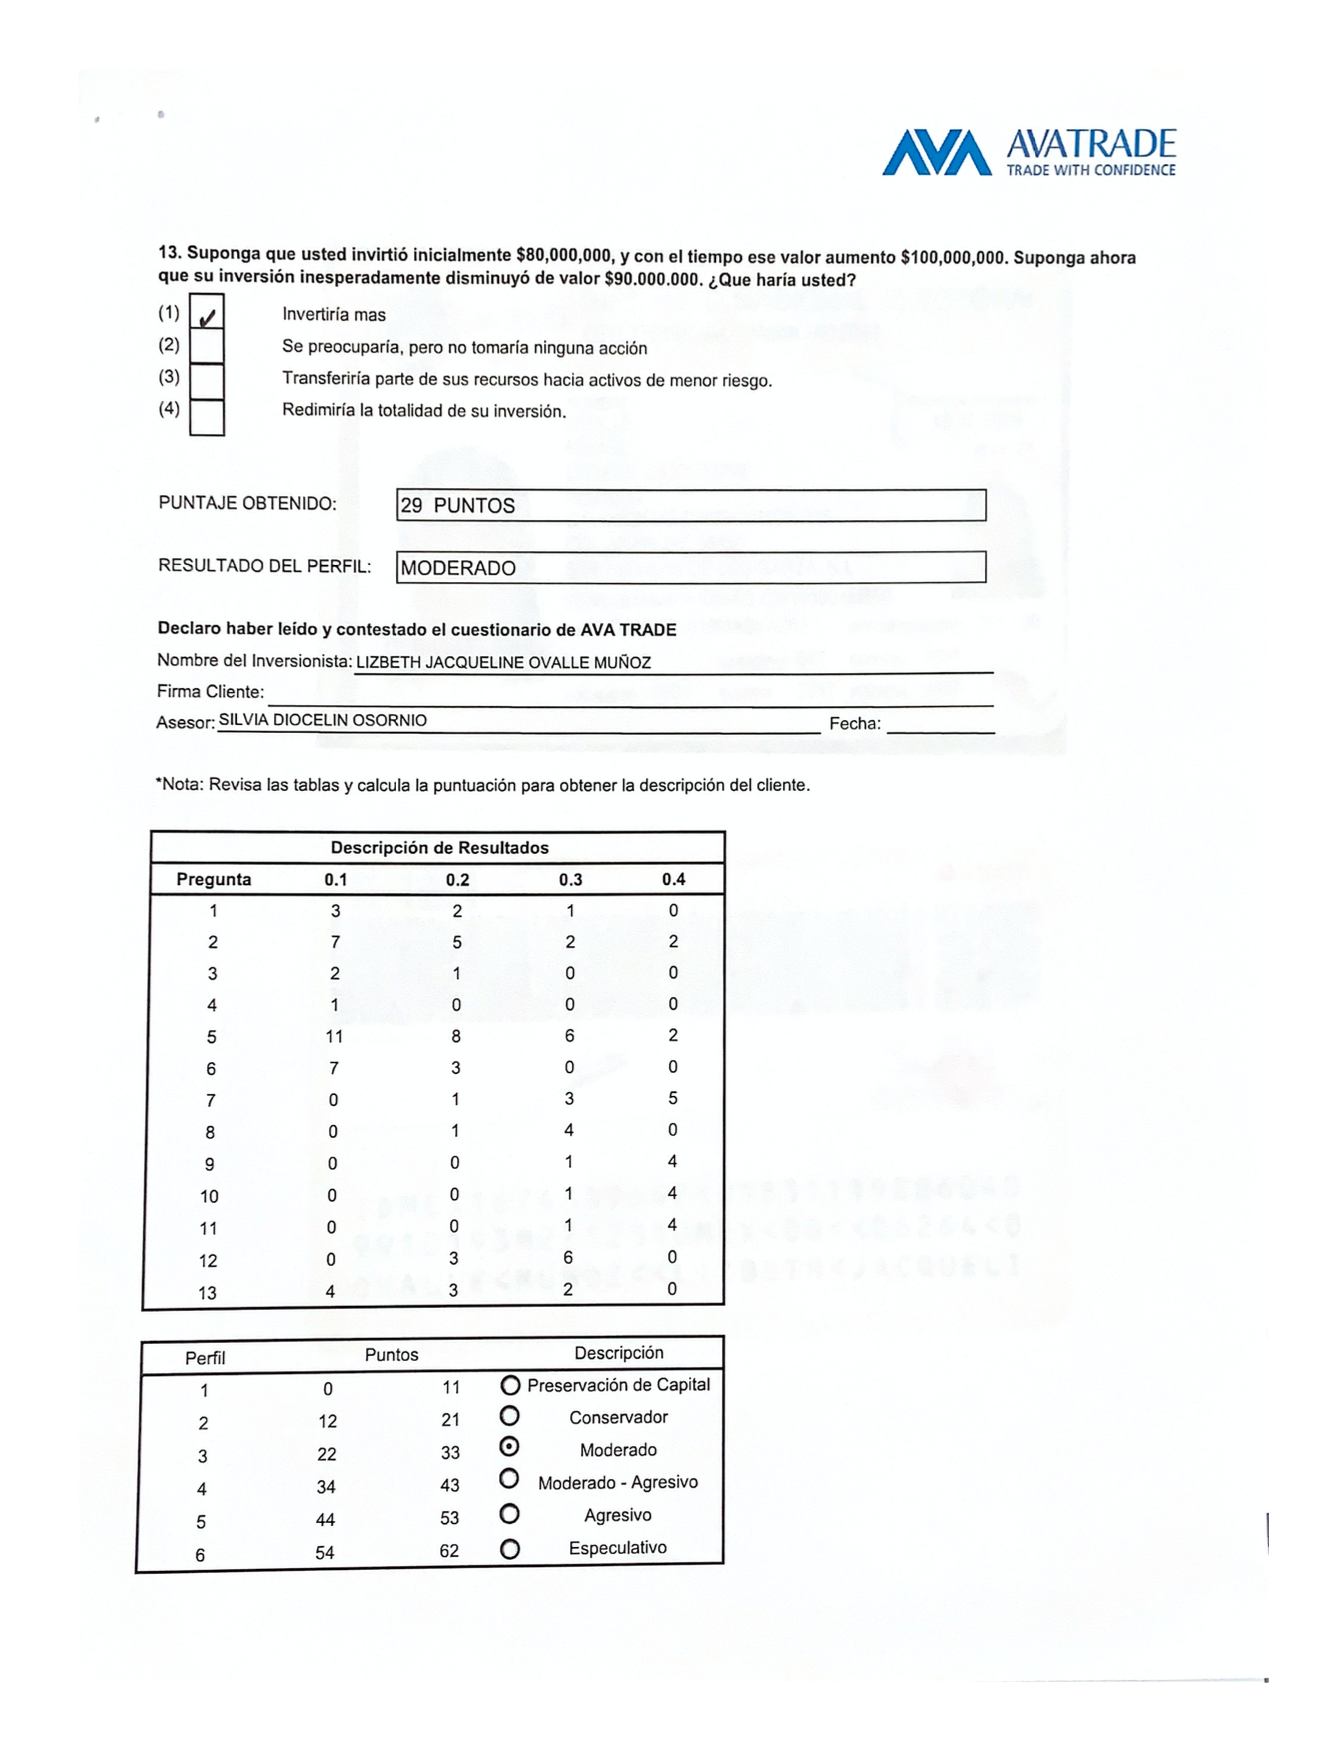 AVA AVATRADE
TRADE WITH CONFIDENCE
13. Suponga que usted invirtió inicialmente $80,000,000, y con el tiempo ese valor aumento $100,000,000. Suponga ahora
que su inversión inesperadamente disminuyó de valor $90.000.000. ¿Que haría usted?
(1) Invertiría mas
(2) Se preocuparía, pero no tomaría ninguna acción
(3) Transferiría parte de sus recursos hacia activos de menor riesgo.
(4) Redimiría la totalidad de su inversión.
PUNTAJE OBTENIDO: 29 PUNTOS
RESULTADO DEL PERFIL: MODERADO
Declaro haber leído y contestado el cuestionario de AVA TRADE
Nombre del Inversionista: LIZBETH JACQUELINE OVALLE MUÑOZ
Firma Cliente:
Asesor: SILVIA DIOCELIN OSORNIO Fecha:
*Nota: Revisa las tablas y calcula la puntuación para obtener la descripción del cliente.
Descripción de Resultados
Pregunta 0.1 0.2 0.3 0.4
1 3 2 1 0
2 7 5 2 2
3 2 1 0 0
4 1 0 0 0
5 11 8 6 2
6 7 3 0 0
7 0 1 3 5
8 0 1 4 0
9 0 0 1 4
10 0 0 1 4
11 0 0 1 4
12 0 3 6 0
13 4 3 2 0
Perfil Puntos Descripción
1 0 11 Preservación de Capital
2 12 21 Conservador
3 22 33 Moderado
4 34 43 Moderado - Agresivo
5 44 53 Agresivo
6 54 62 Especulativo